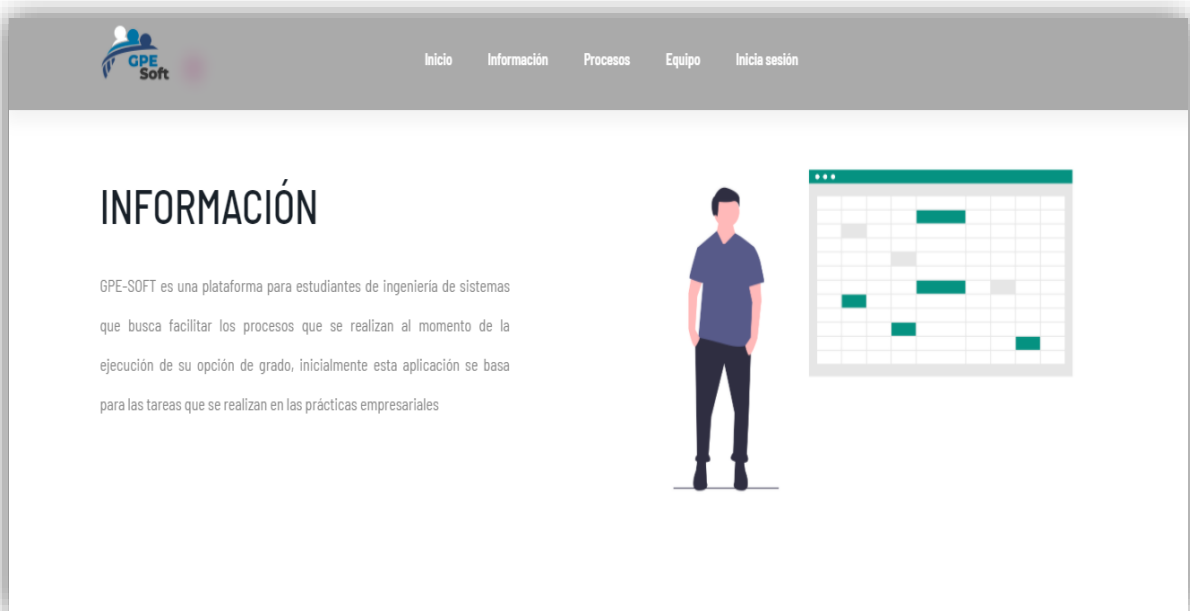 GPE
Soft
Inicio Información Procesos Equipo Inicia sesión
INFORMACIÓN
GPE-SOFT es una plataforma para estudiantes de ingeniería de sistemas
que busca facilitar los procesos que se realizan al momento de la
ejecución de su opción de grado, inicialmente esta aplicación se basa
para las tareas que se realizan en las prácticas empresariales